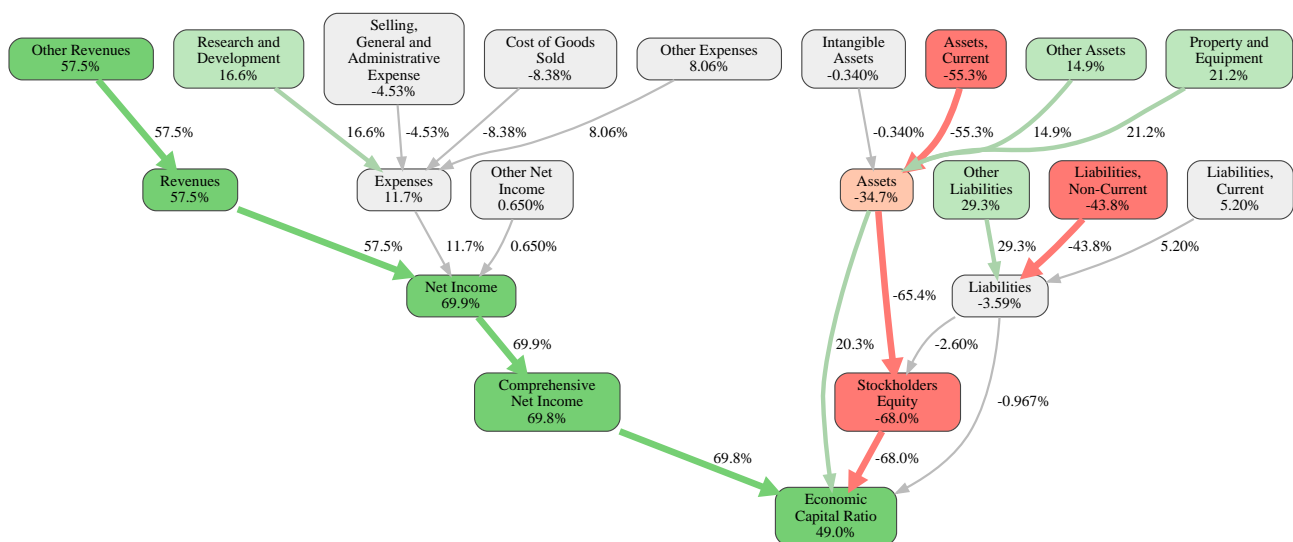 Other Revenues
57.5%
Research and
Development
16.6%
Selling,
General and
Administrative
Expense
-4.53%
Cost of Goods
Sold
-8.38%
Other Expenses
8.06%
Intangible
Assets
-0.340%
Assets,
Current
-55.3%
Other Assets
14.9%
Property and
Equipment
21.2%
57.5%
16.6%
-4.53%
-8.38%
8.06%
-0.340%
-55.3%
14.9%
21.2%
Revenues
57.5%
Expenses
11.7%
Other Net
Income
0.650%
Assets
-34.7%
Other
Liabilities
29.3%
Liabilities,
Non-Current
-43.8%
Liabilities,
Current
5.20%
57.5%
11.7%
0.650%
29.3%
-43.8%
5.20%
Net Income
69.9%
-65.4%
Liabilities
-3.59%
69.9%
20.3%
-2.60%
Comprehensive
Net Income
69.8%
Stockholders
Equity
-68.0%
-0.967%
69.8%
-68.0%
Economic
Capital Ratio
49.0%